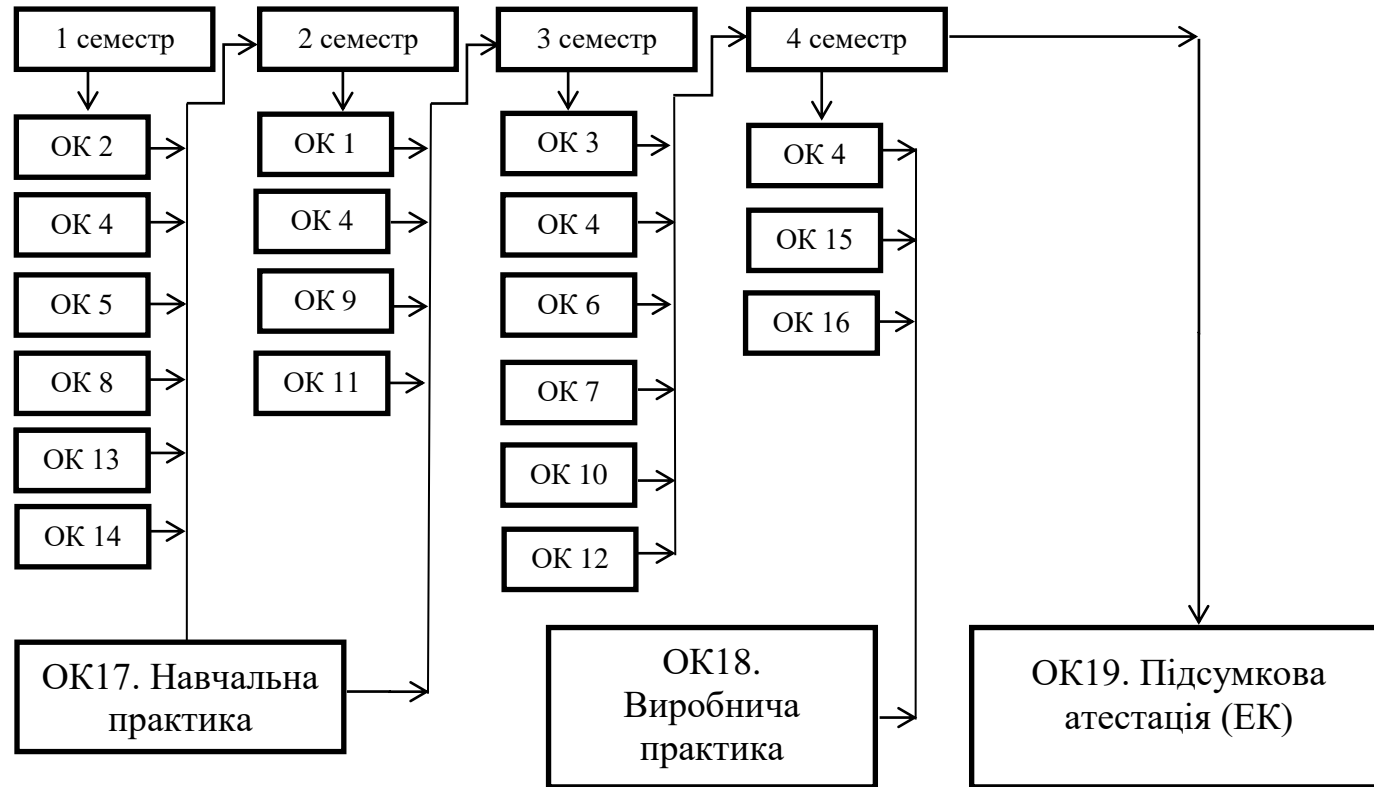 1 семестр
2 семестр
3 семестр
4 семестр
ОК 2
ОК 4
ОК 5
ОК 8
ОК 13
ОК 14
ОК 1
ОК 4
ОК 9
ОК 11
ОК 3
ОК 4
ОК 6
ОК 7
ОК 10
ОК 12
ОК 4
ОК 15
ОК 16
ОК17. Навчальна
практика
ОК18.
Виробнича
практика
ОК19. Підсумкова
атестація (ЕК)